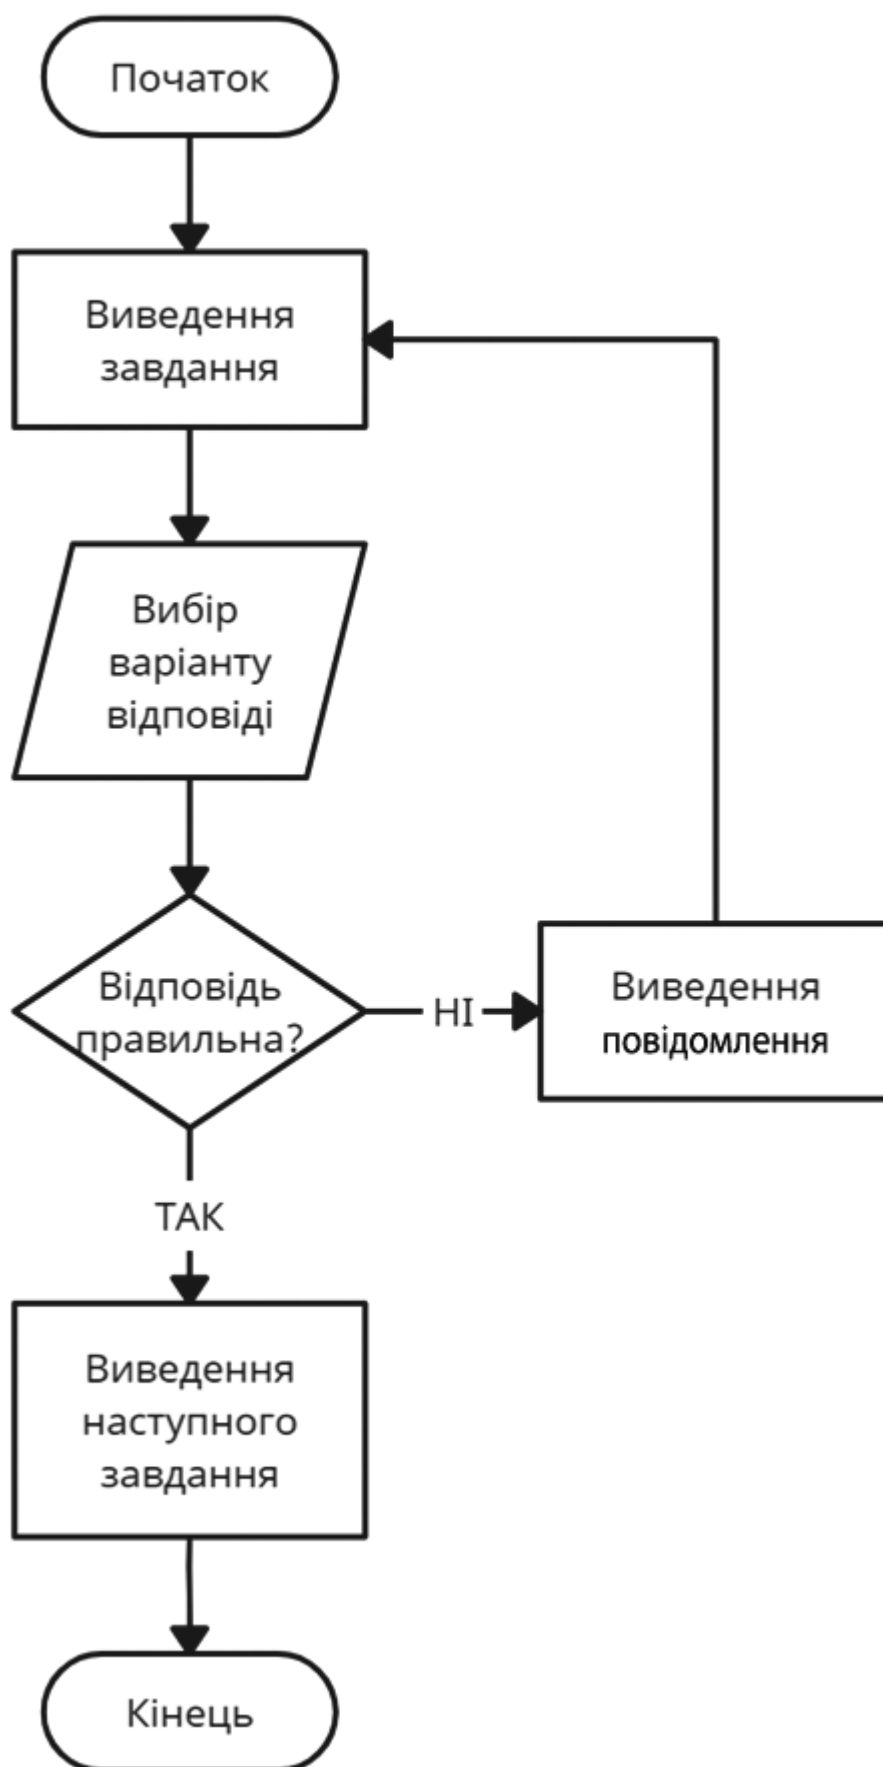 Початок
Виведення
завдання
Вибір
варіанту
відповіді
Відповідь
правильна?
НІ
Виведення
повідомлення
ТАК
Виведення
наступного
завдання
Кінець